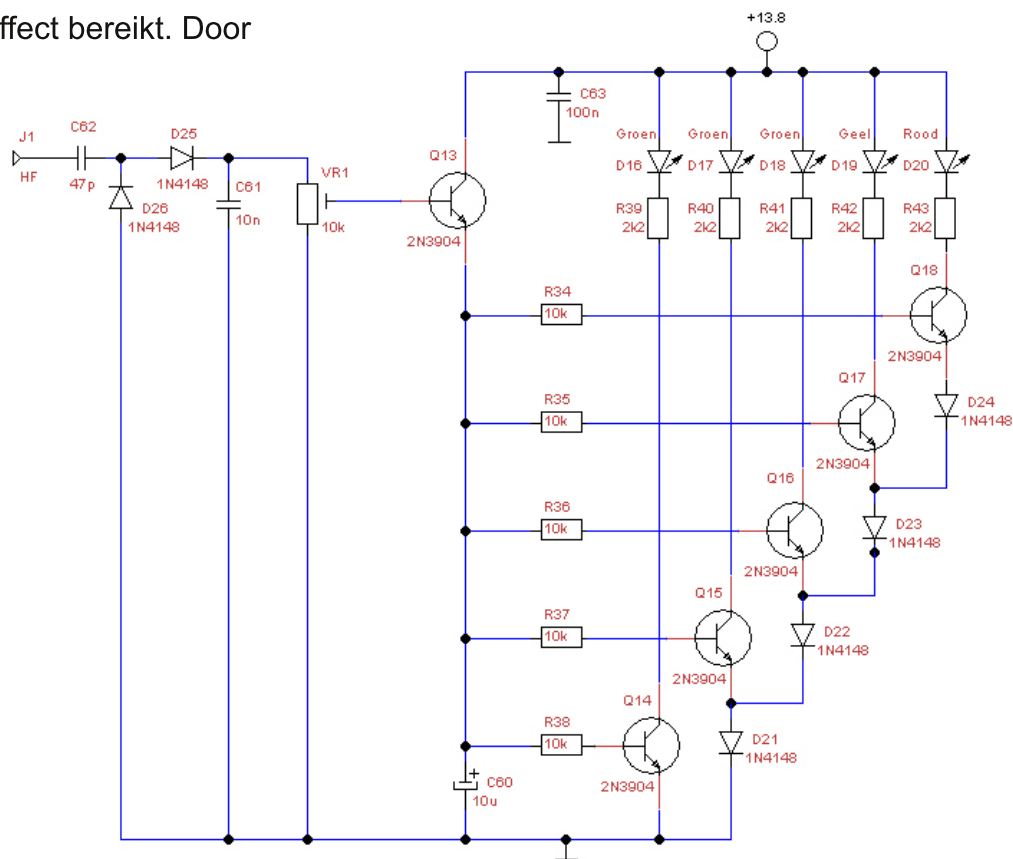 ffect bereikt. Door
+13.8
C63
100n
J1
HF
C62
47p
D25
1N4148
D26
1N4148
C61
10n
VR1
10k
Q13
2N3904
Groen
D16
R39
2k2
Groen
D17
R40
2k2
Groen
D18
R41
2k2
Geel
D19
R42
2k2
Rood
D20
R43
2k2
Q18
2N3904
R34
10k
D24
1N4148
Q17
2N3904
R35
10k
D23
1N4148
Q16
2N3904
R36
10k
D22
1N4148
Q15
2N3904
R37
10k
D21
1N4148
Q14
2N3904
R38
10k
+
C60
10u